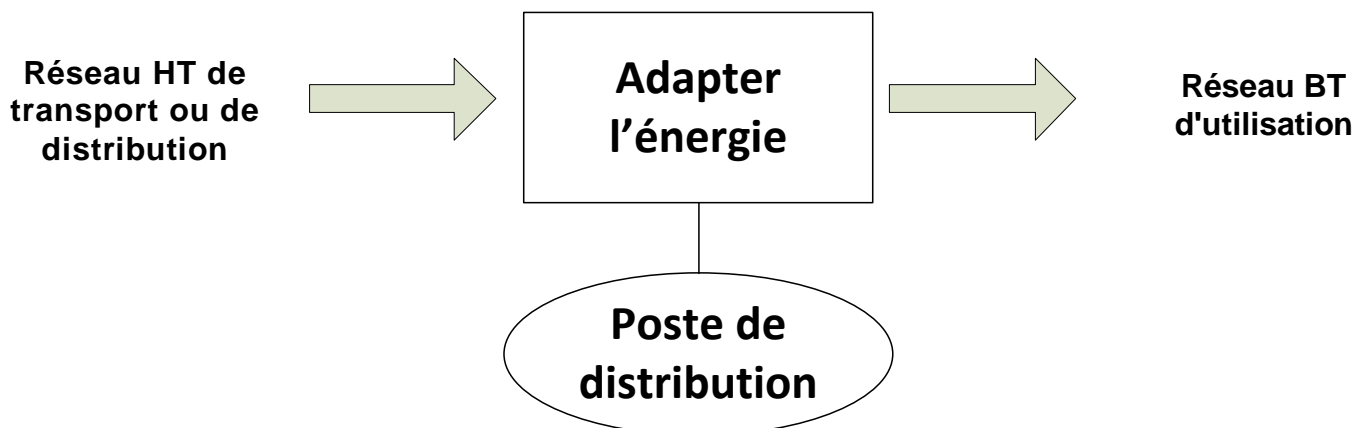 Réseau HT de
transport ou de
distribution
Adapter
l’énergie
Réseau BT
d'utilisation
Poste de
distribution